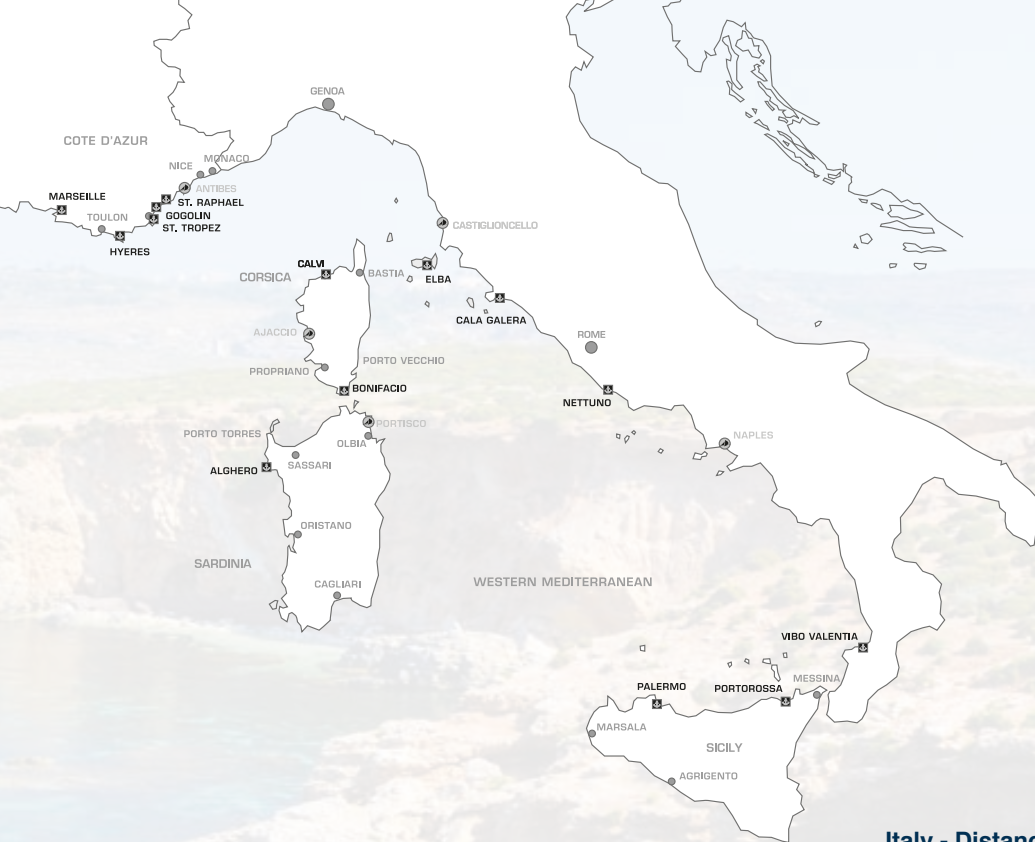 GENOA
COTE D'AZUR
MONACO
NICE
ANTIBES
MARSEILLE
ST. RAPHAEL
GOGOLIN
TOULON
ST. TROPEZ
HYERES
CASTIGLIONCELLO
CALVI
BASTIA
CORSICA
ELBA
CALA GALERA
AJACCIO
ROME
PORTO VECCHIO
PROPRIANO
BONIFACIO
NETTUNO
PORTISCO
PORTO TORRES
OLBIA
NAPLES
SASSARI
ALGHERO
ORISTANO
SARDINIA
CAGLIARI
WESTERN MEDITERRANEAN
VIBO VALENTIA
MESSINA
PALERMO
PORTOROSSA
MARSALA
SICILY
AGRIGENTO
Italy - Distanc